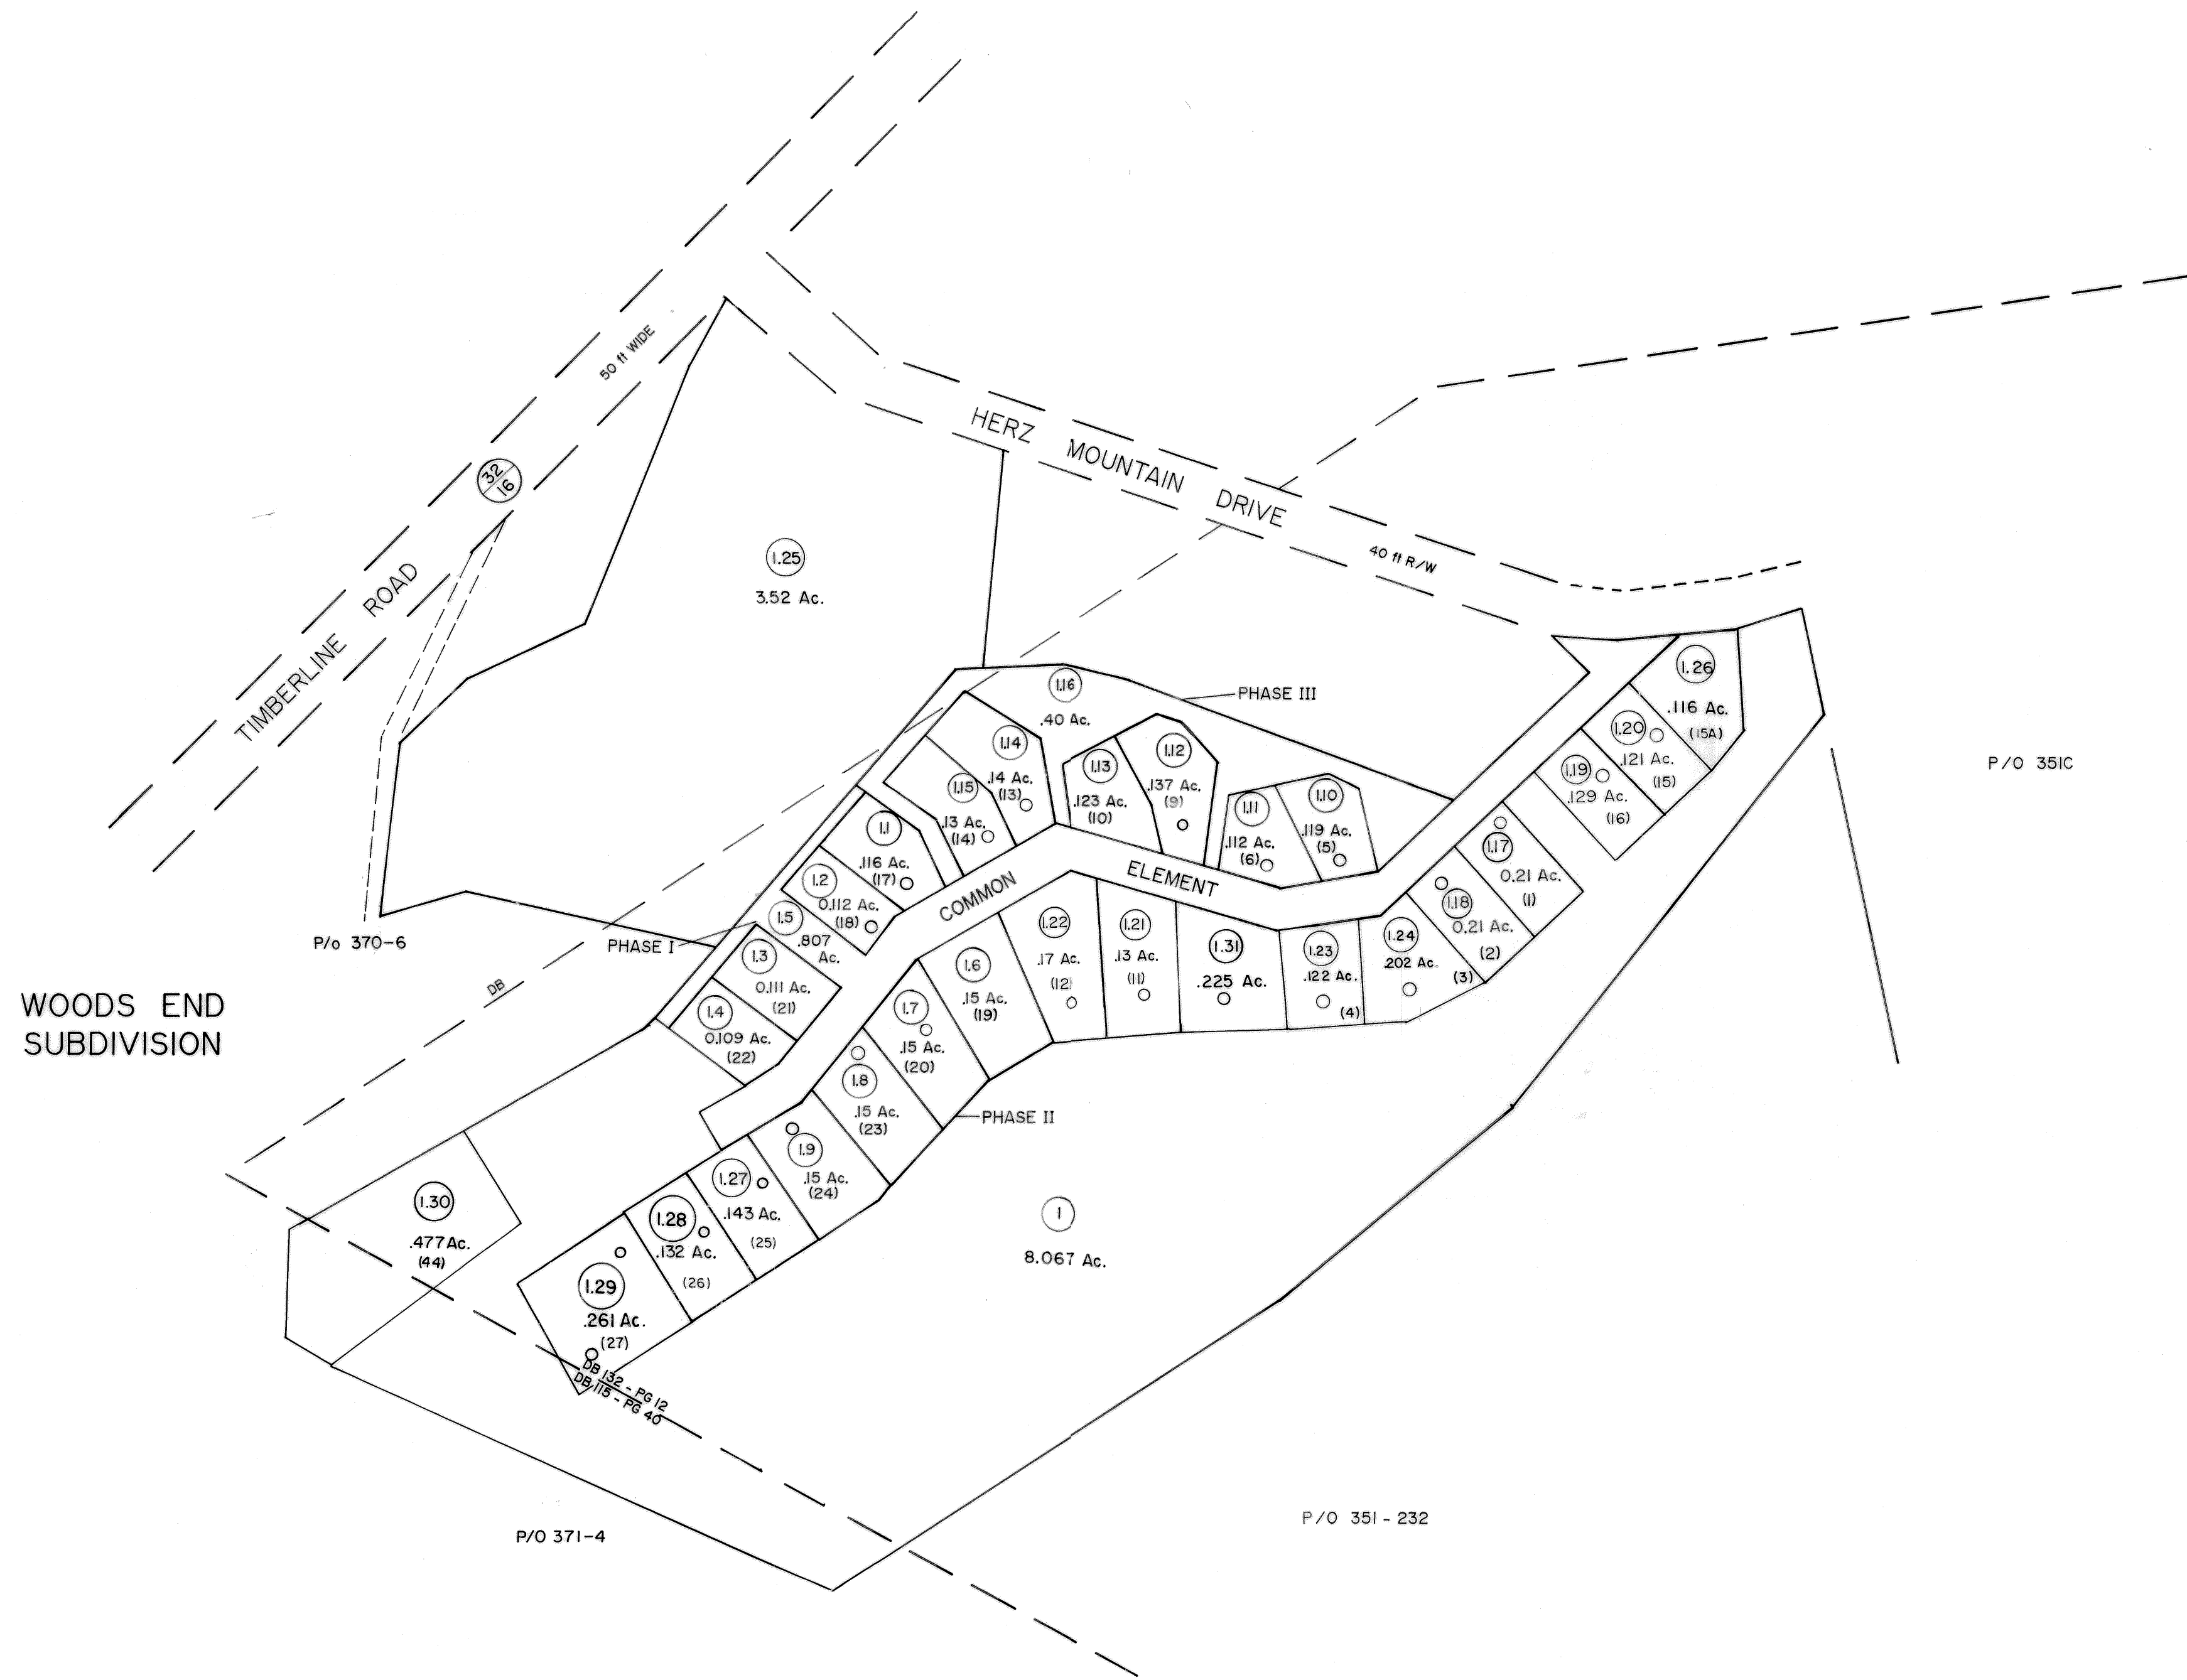 50 ft WIDE
HERZ MOUNTAIN DRIVE
40 ft R/W
32
16
TIMBERLINE ROAD
1.25
3.52 Ac.
PHASE III
1.16
.40 Ac.
1.26
.116 Ac.
(15A)
1.20
.121 Ac.
(15)
1.19
.129 Ac.
(16)
P/O 351C
1.14
.14 Ac.
(13)
1.15
.13 Ac.
(14)
1.13
.123 Ac.
(10)
1.12
.137 Ac.
(9)
1.11
.112 Ac.
(6)
1.10
.119 Ac.
(5)
1.1
.116 Ac.
(17)
1.2
0.112 Ac.
(18)
1.5
.807
Ac.
COMMON ELEMENT
1.17
0.21 Ac.
(1)
1.18
0.21 Ac.
(2)
P/o 370-6
PHASE I
1.3
0.111 Ac.
(21)
1.4
0.109 Ac.
(22)
1.6
.15 Ac.
(19)
1.22
.17 Ac.
(12)
1.21
.13 Ac.
(11)
1.31
.225 Ac.
1.23
.122 Ac.
(4)
1.24
.202 Ac.
(3)
DB
WOODS END
SUBDIVISION
1.7
.15 Ac.
(20)
1.8
.15 Ac.
(23)
PHASE II
1.9
.15 Ac.
(24)
1.27
.143 Ac.
(25)
1.28
.132 Ac.
(26)
1.29
.261 Ac.
(27)
1.30
.477 Ac.
(44)
1
8.067 Ac.
DB 132 - PG 12
DB 115 - PG 40
P/O 371-4
P/O 351-232